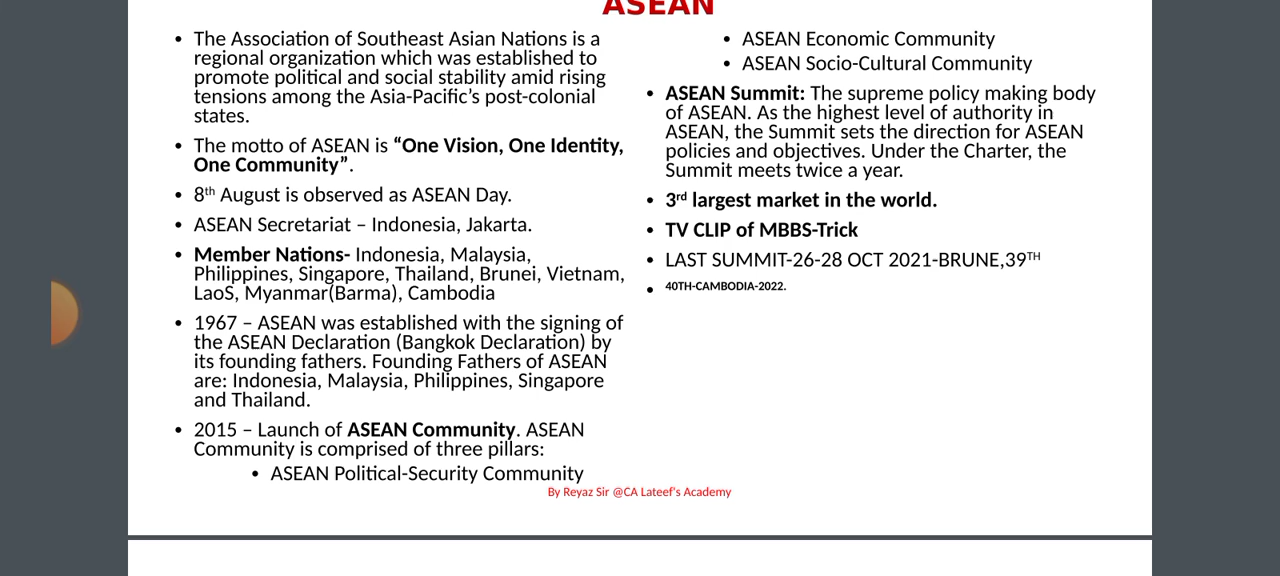 ASEAN
• The Association of Southeast Asian Nations is a
regional organization which was established to
promote political and social stability amid rising
tensions among the Asia-Pacific's post-colonial
states.
• The motto of ASEAN is “One Vision, One Identity,
One Community”.
• 8th August is observed as ASEAN Day.
• ASEAN Secretariat – Indonesia, Jakarta.
• Member Nations- Indonesia, Malaysia,
Philippines, Singapore, Thailand, Brunei, Vietnam,
LaoS, Myanmar(Barma), Cambodia
• 1967 – ASEAN was established with the signing of
the ASEAN Declaration (Bangkok Declaration) by
its founding fathers. Founding Fathers of ASEAN
are: Indonesia, Malaysia, Philippines, Singapore
and Thailand.
• 2015 – Launch of ASEAN Community. ASEAN
Community is comprised of three pillars:
• ASEAN Political-Security Community
• ASEAN Economic Community
• ASEAN Socio-Cultural Community
• ASEAN Summit: The supreme policy making body
of ASEAN. As the highest level of authority in
ASEAN, the Summit sets the direction for ASEAN
policies and objectives. Under the Charter, the
Summit meets twice a year.
• 3rd largest market in the world.
• TV CLIP of MBBS-Trick
• LAST SUMMIT-26-28 OCT 2021-BRUNE,39TH
• 40TH-CAMBODIA-2022.
By Reyaz Sir @CA Lateef's Academy